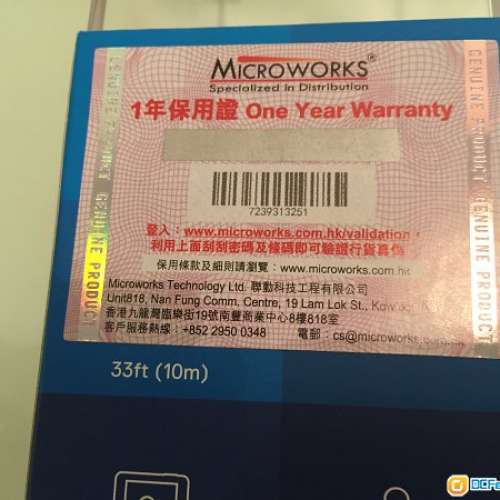 MICROWORKS®
Specialized in Distribution
1年保用證 One Year Warranty
7239313251
登入：www.microworks.com.hk/validation
利用上面刮刮密碼及條碼即可驗證行貨真偽
保用條款及細則請瀏覽：www.microworks.com.hk
Microworks Technology Ltd. 聯動科技工程有限公司
Unit818, Nan Fung Comm. Centre, 19 Lam Lok St.,
香港九龍灣臨樂街19號南豐商業中心8樓818室
客戶服務熱線：+852 2950 0348 電郵：cs@microworks.
GENUINE PRODUCT
GENUINE PRODUCT GENUINE
33ft (10m)